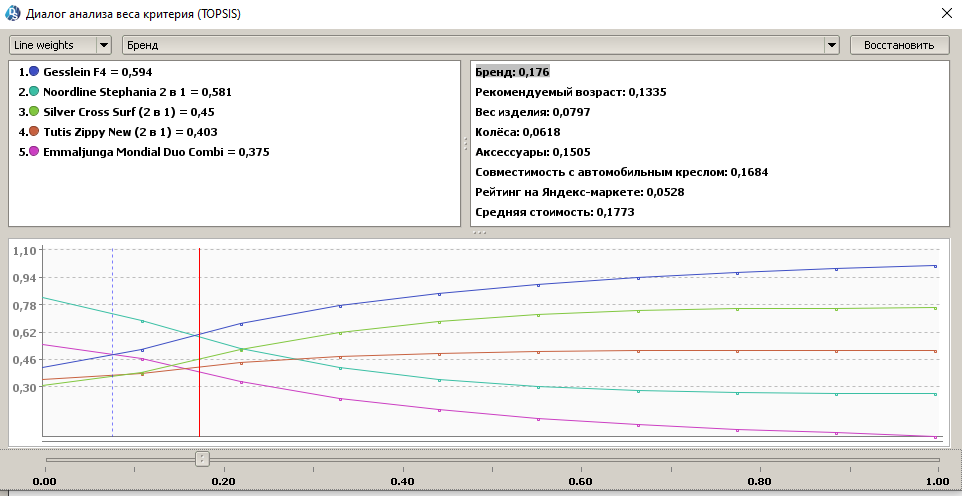 Диалог анализа веса критерия (TOPSIS)
Line weights
Бренд
Восстановить
1. Gesslein F4 = 0,594
2. Noordline Stephania 2 в 1 = 0,581
3. Silver Cross Surf (2 в 1) = 0,45
4. Tutis Zippy New (2 в 1) = 0,403
5. Emmaljunga Mondial Duo Combi = 0,375
Бренд: 0,176
Рекомендуемый возраст: 0,1335
Вес изделия: 0,0797
Колёса: 0,0618
Аксессуары: 0,1505
Совместимость с автомобильным креслом: 0,1684
Рейтинг на Яндекс-маркете: 0,0528
Средняя стоимость: 0,1773
1,10
0,94
0,78
0,62
0,46
0,30
0.00 0.20 0.40 0.60 0.80 1.00